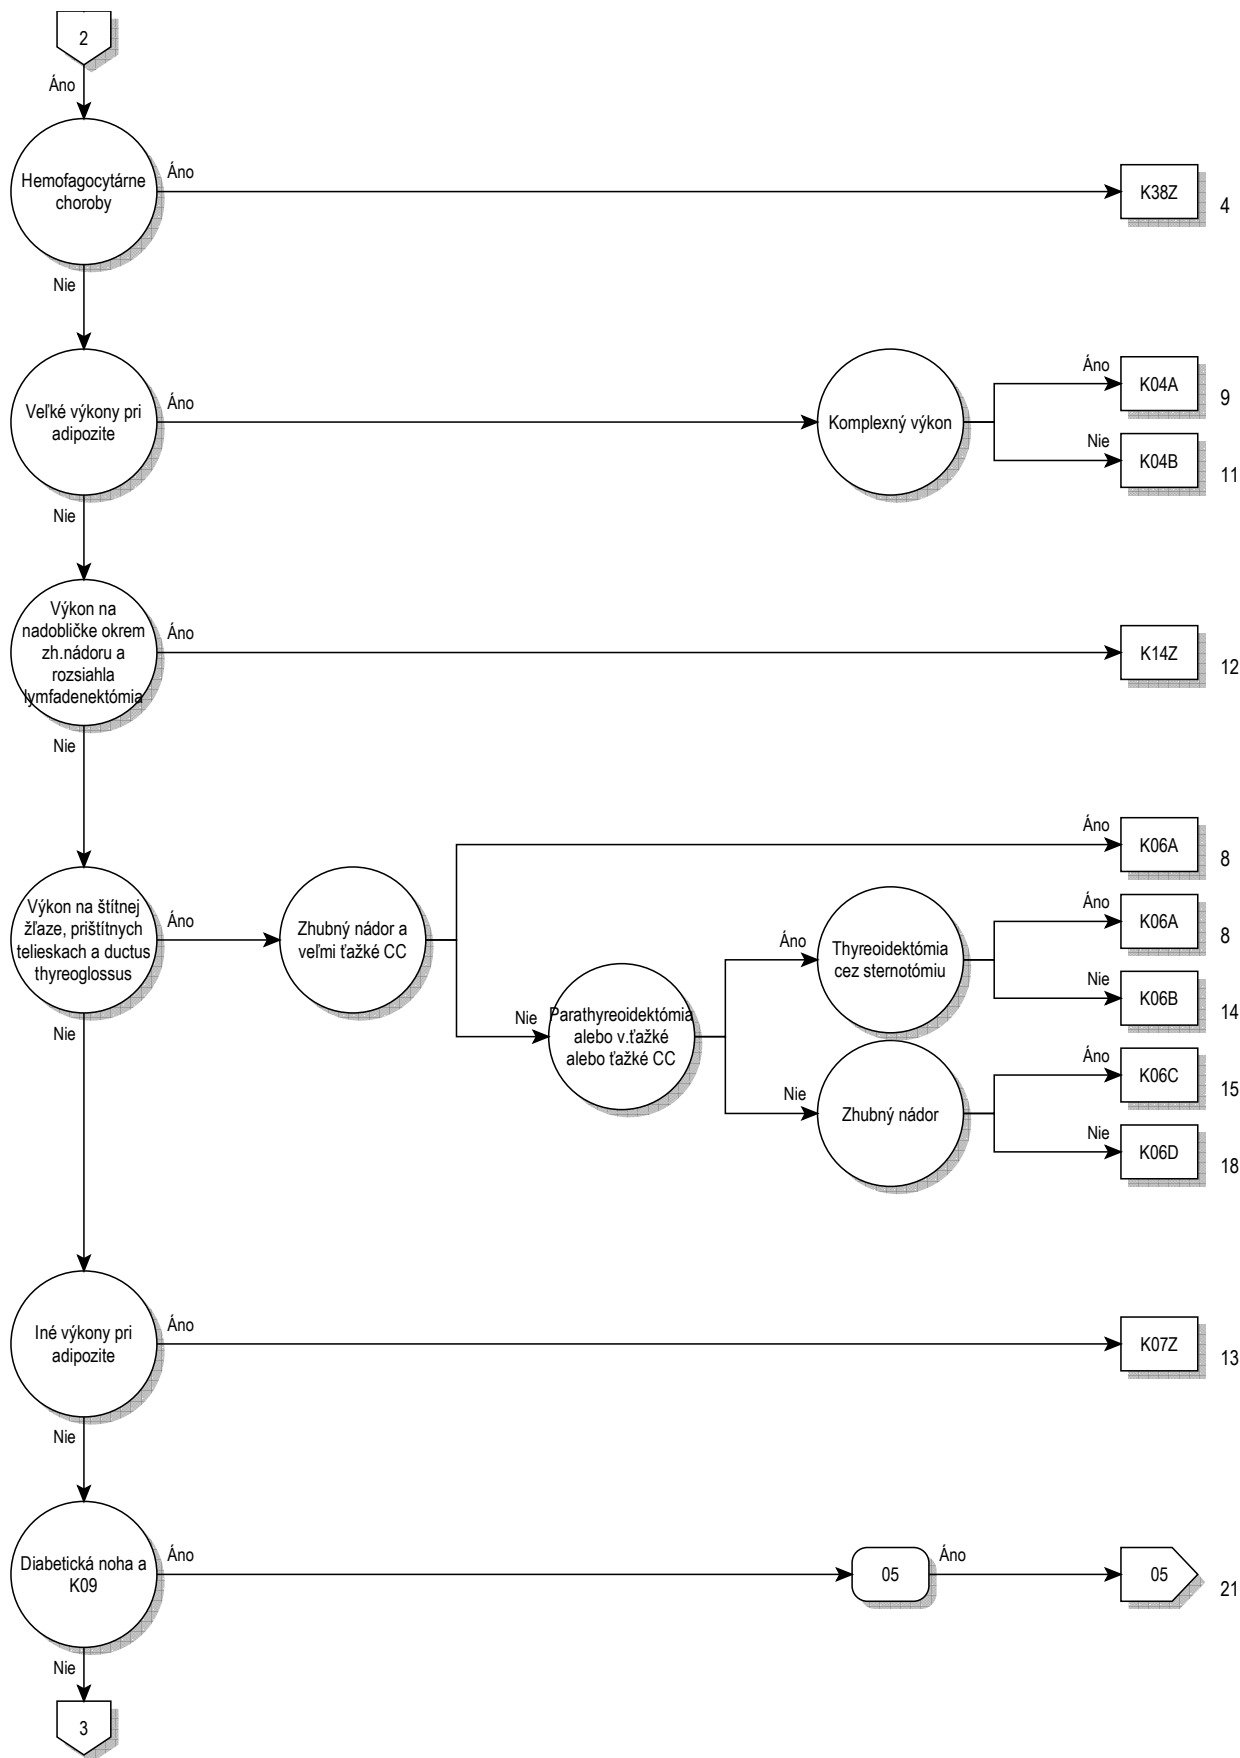 2
Áno
Hemofagocytárne
choroby
Áno
K38Z
4
Nie
Veľké výkony pri
adipozite
Áno
Komplexný výkon
Áno
K04A
9
Nie
K04B
11
Nie
Výkon na
nadobličke okrem
zh.nádoru a
rozsiahla
lymfadenektómia
Áno
K14Z
12
Nie
Výkon na štítnej
žľaze, prištítnych
telieskach a ductus
thyreoglossus
Áno
Zhubný nádor a
veľmi ťažké CC
Áno
K06A
8
Nie
Parathyreoidektómia
alebo v.ťažké
alebo ťažké CC
Áno
Thyreoidektómia
cez sternotómiu
Áno
K06A
8
Nie
K06B
14
Nie
Zhubný nádor
Áno
K06C
15
Nie
K06D
18
Nie
Iné výkony pri
adipozite
Áno
K07Z
13
Nie
Diabetická noha a
K09
Áno
05
Áno
05
21
Nie
3